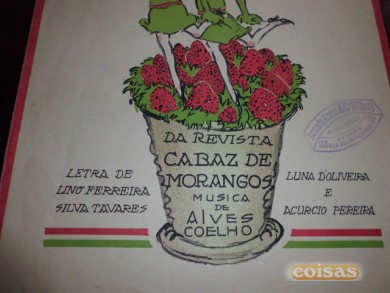 DA REVISTA
CABAZ DE
MORANGOS
MUSICA
DE
ALVES
COELHO
LETRA DE
LINO FERREIRA
SILVA TAVARES
LUNA D'OLIVEIRA
E
ACURCIO PEREIRA
coisas